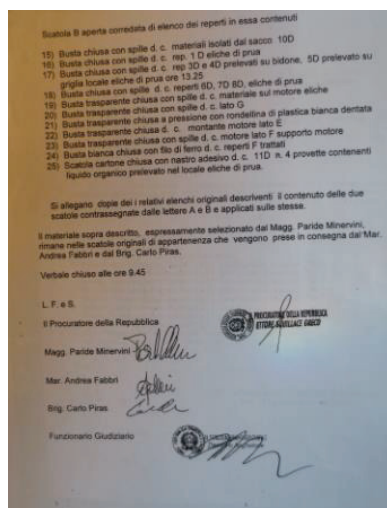 Scatola B aperta corredata di elenco dei reperti in essa contenuti
15) Busta chiusa con spille d. c. materiali isolati dal sacco 10D
16) Busta chiusa con spille d. c. rep. 1 D eliche di prua
17) Busta chiusa con spille d. c. rep 3D e 4D prelevati su bidone, 5D prelevato su
griglia locale eliche di prua ore 13.25
18) Busta chiusa con spille d. c. reperti 6D, 7D 8D, eliche di prua
19) Busta trasparente chiusa con spille d. c. materiale sul motore eliche
20) Busta trasparente chiusa con spille d. c. lato G
21) Busta trasparente chiusa a pressione con rondellina di plastica bianca dentata
22) Busta trasparente chiusa d. c. montante motore lato E
23) Busta trasparente chiusa con spille d. c. motore lato F supporto motore
24) Busta bianca chiusa con filo di ferro d. c. reperti F trattati
25) Scatola cartone chiusa con nastro adesivo d. c. 11D n. 4 provette contenenti
liquido organico prelevato nel locale eliche di prua.
Si allegano dopie dei i relativi elenchi originali descriventi il contenuto delle due
scatole contrassegnate dalle lettere A e B e applicati sulle stesse.
Il materiale sopra descritto, espressamente selezionato dal Magg. Paride Minervini,
rimane nelle scatole originali di appartenenza che vengono prese in consegna dal Mar.
Andrea Fabbri e dal Brig. Carlo Piras.
Verbale chiuso alle ore 9.45
L. F. e S.
Il Procuratore della Repubblica
PROCURATORE DELLA REPUBBLICA
Magg. Paride Minervini
Mar. Andrea Fabbri
Brig. Carlo Piras
Funzionario Giudiziario